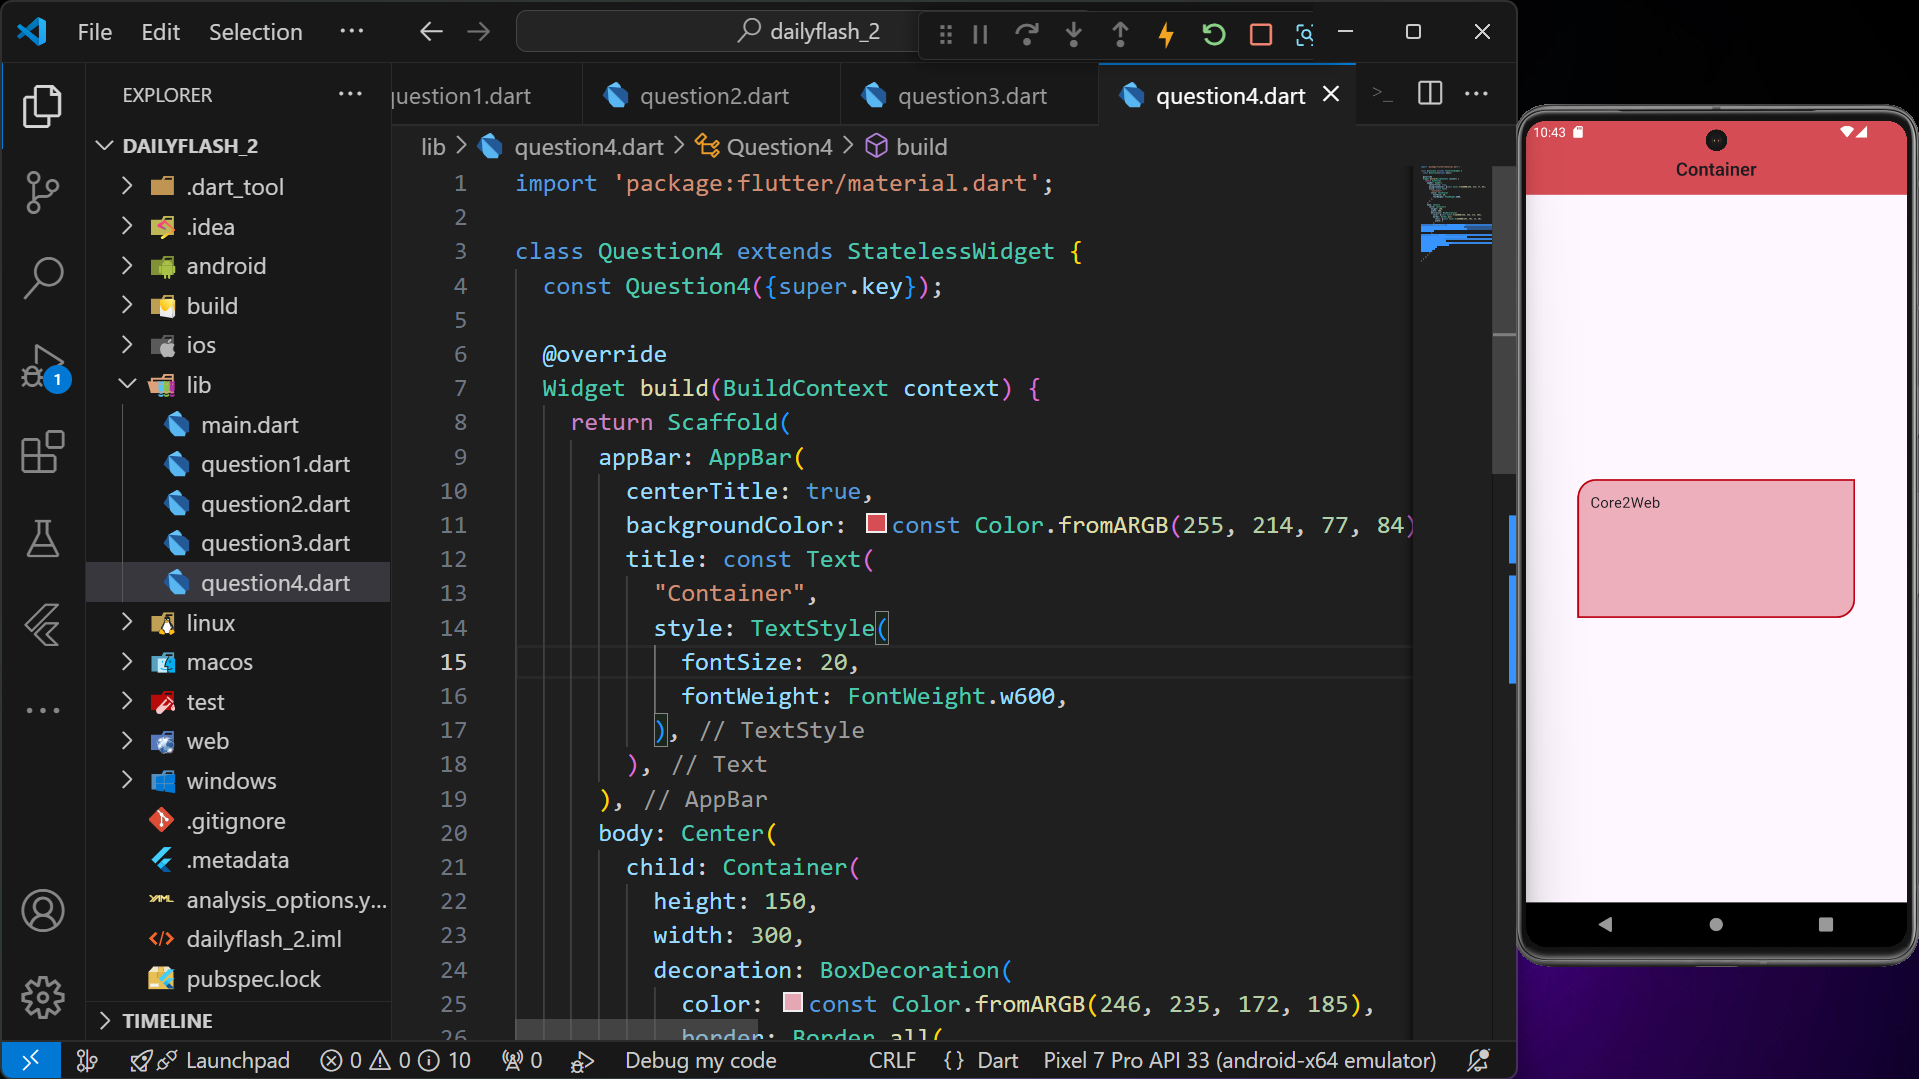 File Edit Selection ···
dailyflash_2
EXPLORER ···
DAILYFLASH_2
.dart_tool
.idea
android
build
ios
lib
main.dart
question1.dart
question2.dart
question3.dart
question4.dart
linux
macos
test
web
windows
.gitignore
.metadata
YAML analysis_options.y...
dailyflash_2.iml
pubspec.lock
TIMELINE
1
uestion1.dart question2.dart question3.dart question4.dart
lib > question4.dart > Question4 > build
1 import 'package:flutter/material.dart';
2
3 class Question4 extends StatelessWidget {
4 const Question4({super.key});
5
6 @override
7 Widget build(BuildContext context) {
8 return Scaffold(
9 appBar: AppBar(
10 centerTitle: true,
11 backgroundColor: const Color.fromARGB(255, 214, 77, 84)
12 title: const Text(
13 "Container",
14 style: TextStyle(
15 fontSize: 20,
16 fontWeight: FontWeight.w600,
17 ), // TextStyle
18 ), // Text
19 ), // AppBar
20 body: Center(
21 child: Container(
22 height: 150,
23 width: 300,
24 decoration: BoxDecoration(
25 color: const Color.fromARGB(246, 235, 172, 185),
26 border: Border.all(
Launchpad 0 0 10 0 Debug my code CRLF {} Dart Pixel 7 Pro API 33 (android-x64 emulator)
10:43
Container
Core2Web